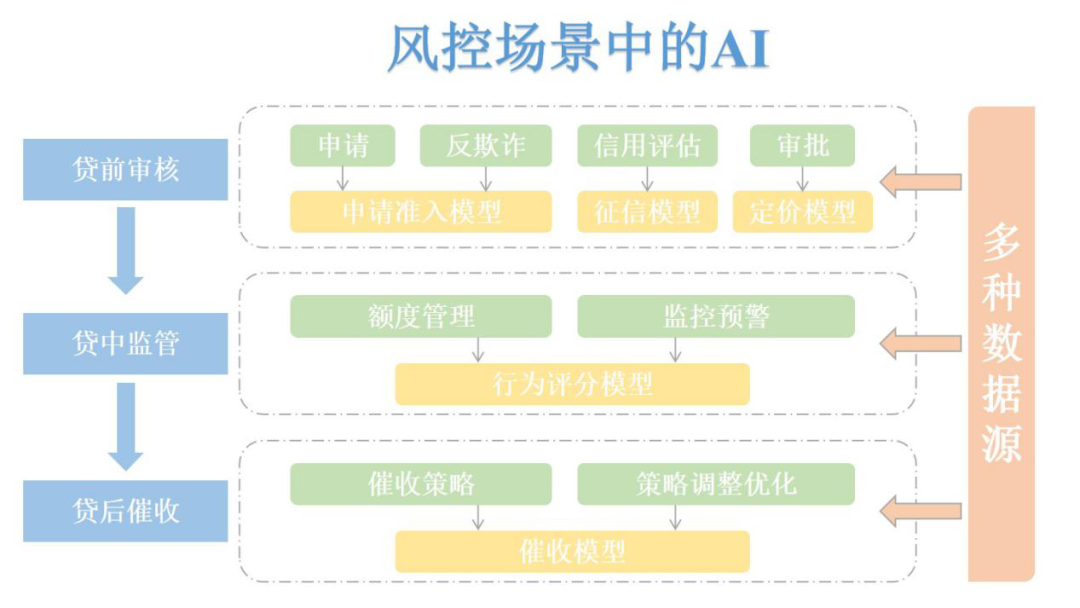 风控场景中的AI
贷前审核
申请
反欺诈
信用评估
审批
申请准入模型
征信模型
定价模型
贷中监管
额度管理
监控预警
行为评分模型
贷后催收
催收策略
策略调整优化
催收模型
多种数据源